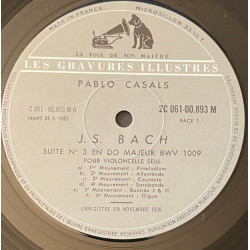 MADE IN FRANCE
MICROSILLON 33 1/3
LA VOIX DE SON MAITRE
LES GRAVURES ILLUSTRES
PABLO CASALS
C 061-00.893 A
2C 061-00.893 M
FACE 1
J.S. BACH
SUITE N° 3 EN DO MAJEUR BWV 1009
POUR VIOLONCELLE SEUL
a) 1er Mouvement : Praeludium
b) 2e Mouvement : Allemande
c) 3e Mouvement : Courante
d) 4e Mouvement : Sarabande
e) 5e Mouvement : Bourrée I & II
f) 6e Mouvement : Gigue
ENREGISTRE EN NOVEMBRE 1936